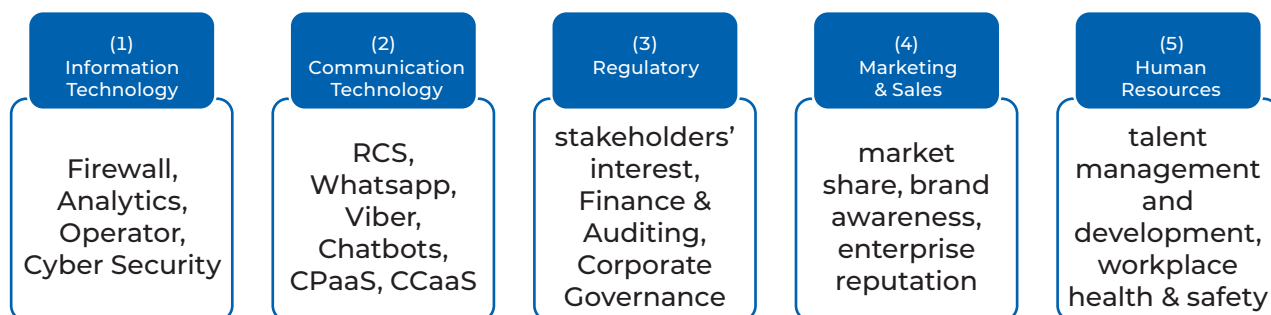 (1)
Information
Technology
Firewall,
Analytics,
Operator,
Cyber Security
(2)
Communication
Technology
RCS,
Whatsapp,
Viber,
Chatbots,
CPaaS, CCaaS
(3)
Regulatory
stakeholders’
interest,
Finance &
Auditing,
Corporate
Governance
(4)
Marketing
& Sales
market
share, brand
awareness,
enterprise
reputation
(5)
Human
Resources
talent
management
and
development,
workplace
health & safety